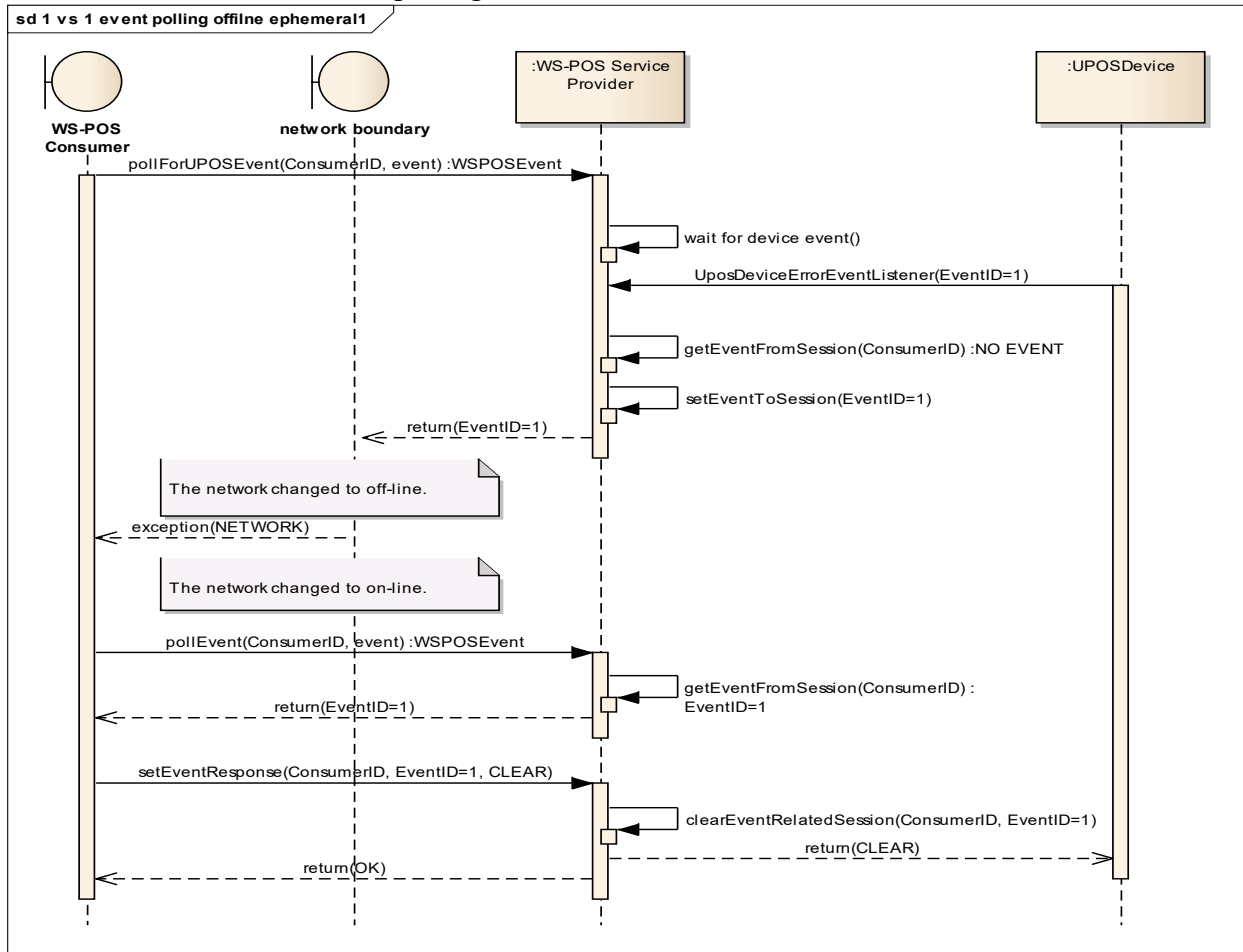 sd 1 vs 1 event polling offilne ephemeral1
WS-POS
Consumer
network boundary
:WS-POS Service
Provider
:UPOSDevice
pollForUPOSEvent(ConsumerID, event) :WSPOSEvent
wait for device event()
UposDeviceErrorEventListener(EventID=1)
getEventFromSession(ConsumerID) :NO EVENT
setEventToSession(EventID=1)
return(EventID=1)
The network changed to off-line.
exception(NETWORK)
The network changed to on-line.
pollEvent(ConsumerID, event) :WSPOSEvent
getEventFromSession(ConsumerID) :
EventID=1
return(EventID=1)
setEventResponse(ConsumerID, EventID=1, CLEAR)
clearEventRelatedSession(ConsumerID, EventID=1)
return(CLEAR)
return(OK)